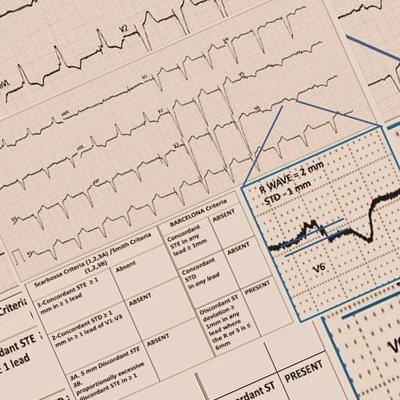 aVL
V2
R WAVE = 2 mm
STD - 1 mm
V6
Scarbossa Criteria (1,2,3A) /Smith Criteria
(1,2,3B)
BARCELONA Criteria
1-Concordant STE ≥ 1
mm in ≥ 1 lead
Absent
Concordant
STE in any
lead ≥ 1mm
ABSENT
2-Concordant STD ≥ 1
mm in ≥ 1 lead of V1-V3
ABSENT
Concordant
STD
in any lead
ABSENT
3A. 5 mm Discordant STE
3B.
proportionally excessive
discordant STE in ≥ 1
ABSENT
Discordant ST
deviation ≥
1mm in any
lead where
the R or S is ≤
6mm
PRESENT
Criteria
dant STE
≥ 1 lead
dant ST
PRESENT